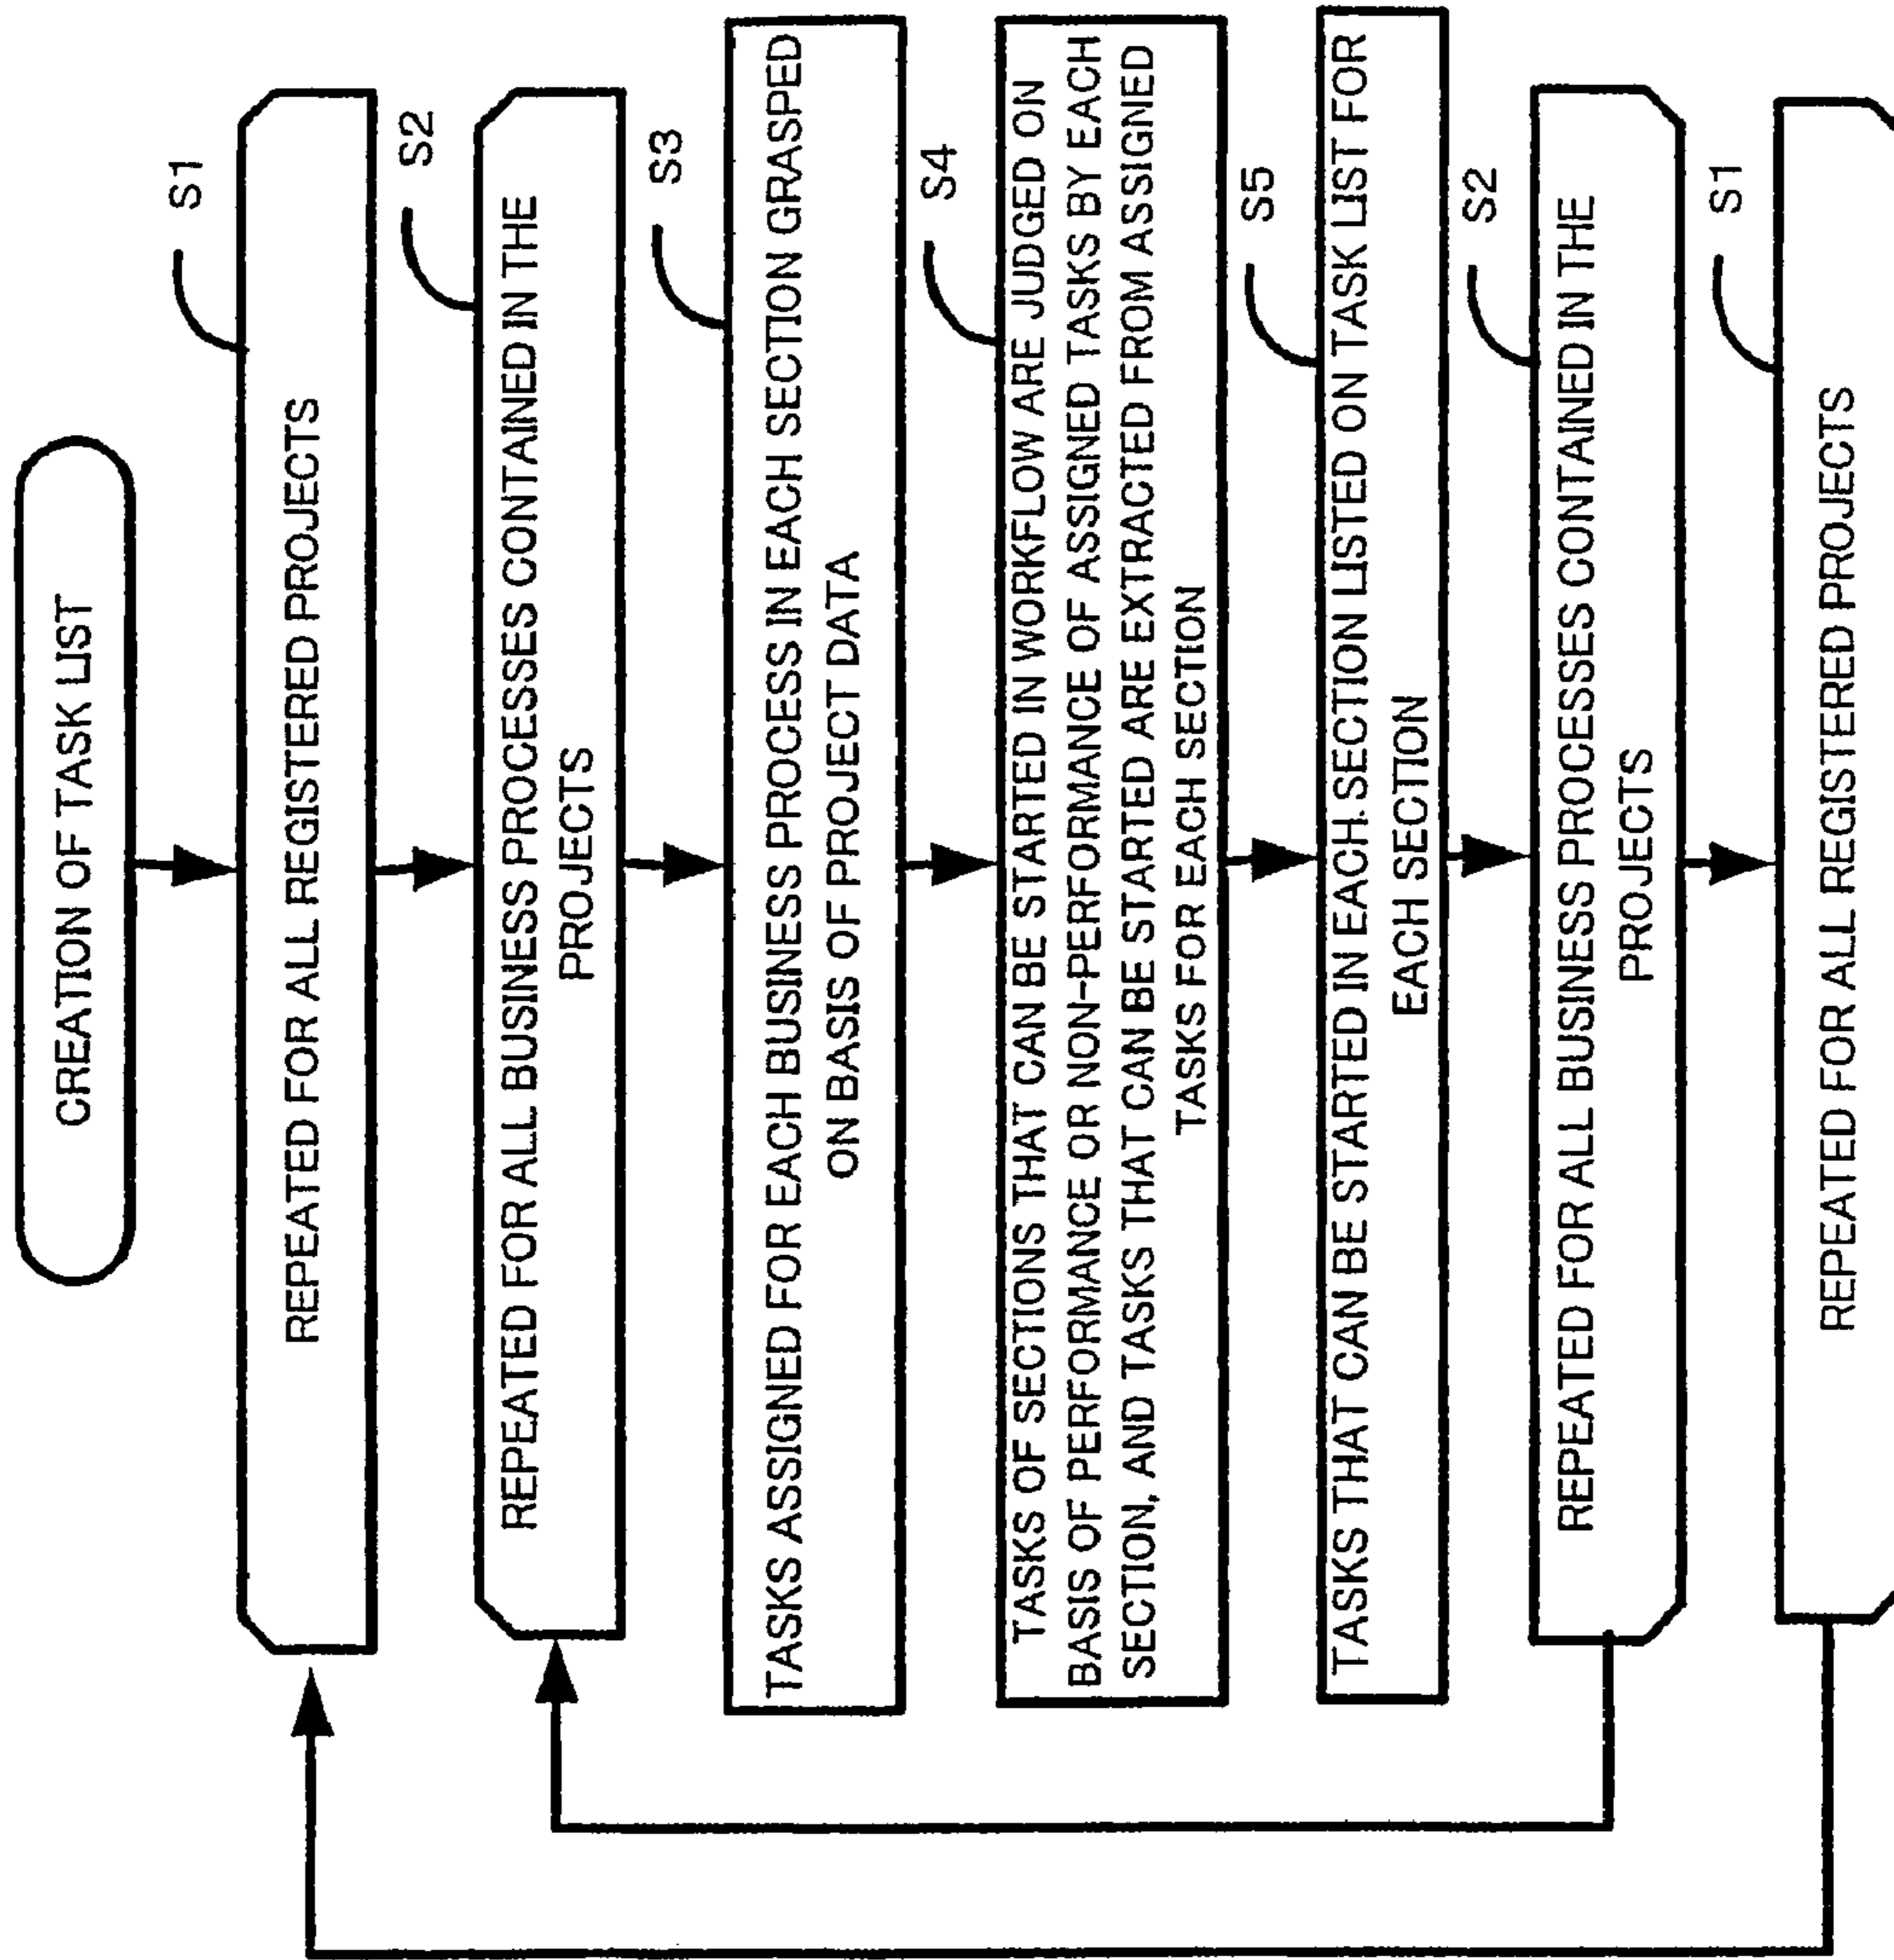 CREATION OF TASK LIST
S1
REPEATED FOR ALL REGISTERED PROJECTS
S2
REPEATED FOR ALL BUSINESS PROCESSES CONTAINED IN THE
PROJECTS
S3
TASKS ASSIGNED FOR EACH BUSINESS PROCESS IN EACH SECTION GRASPED
ON BASIS OF PROJECT DATA
S4
TASKS OF SECTIONS THAT CAN BE STARTED IN WORKFLOW ARE JUDGED ON
BASIS OF PERFORMANCE OR NON-PERFORMANCE OF ASSIGNED TASKS BY EACH
SECTION, AND TASKS THAT CAN BE STARTED ARE EXTRACTED FROM ASSIGNED
TASKS FOR EACH SECTION
S5
TASKS THAT CAN BE STARTED IN EACH SECTION LISTED ON TASK LIST FOR
EACH SECTION
S2
REPEATED FOR ALL BUSINESS PROCESSES CONTAINED IN THE
PROJECTS
S1
REPEATED FOR ALL REGISTERED PROJECTS